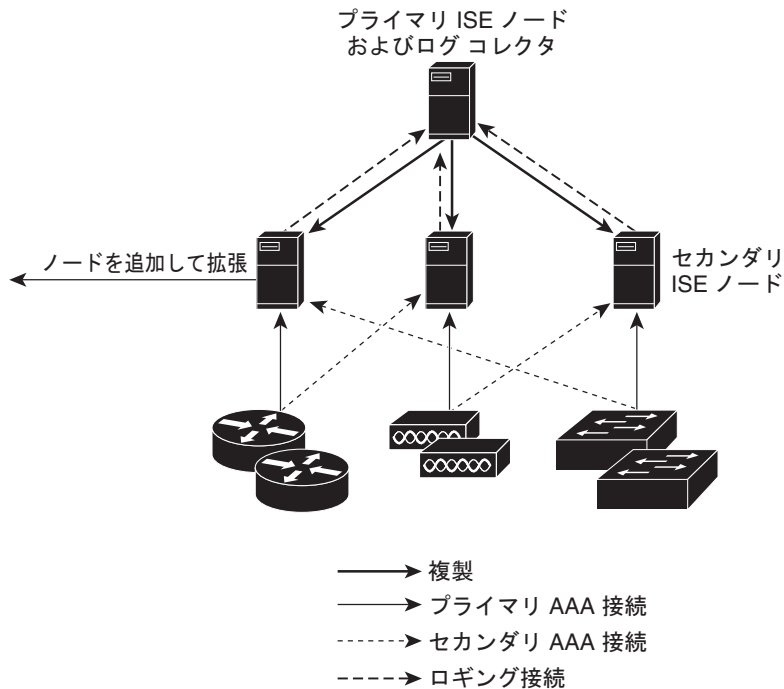 プライマリ ISE ノード
およびログ コレクタ
ノードを追加して拡張
セカンダリ
ISE ノード
複製
プライマリ AAA 接続
セカンダリ AAA 接続
ロギング接続